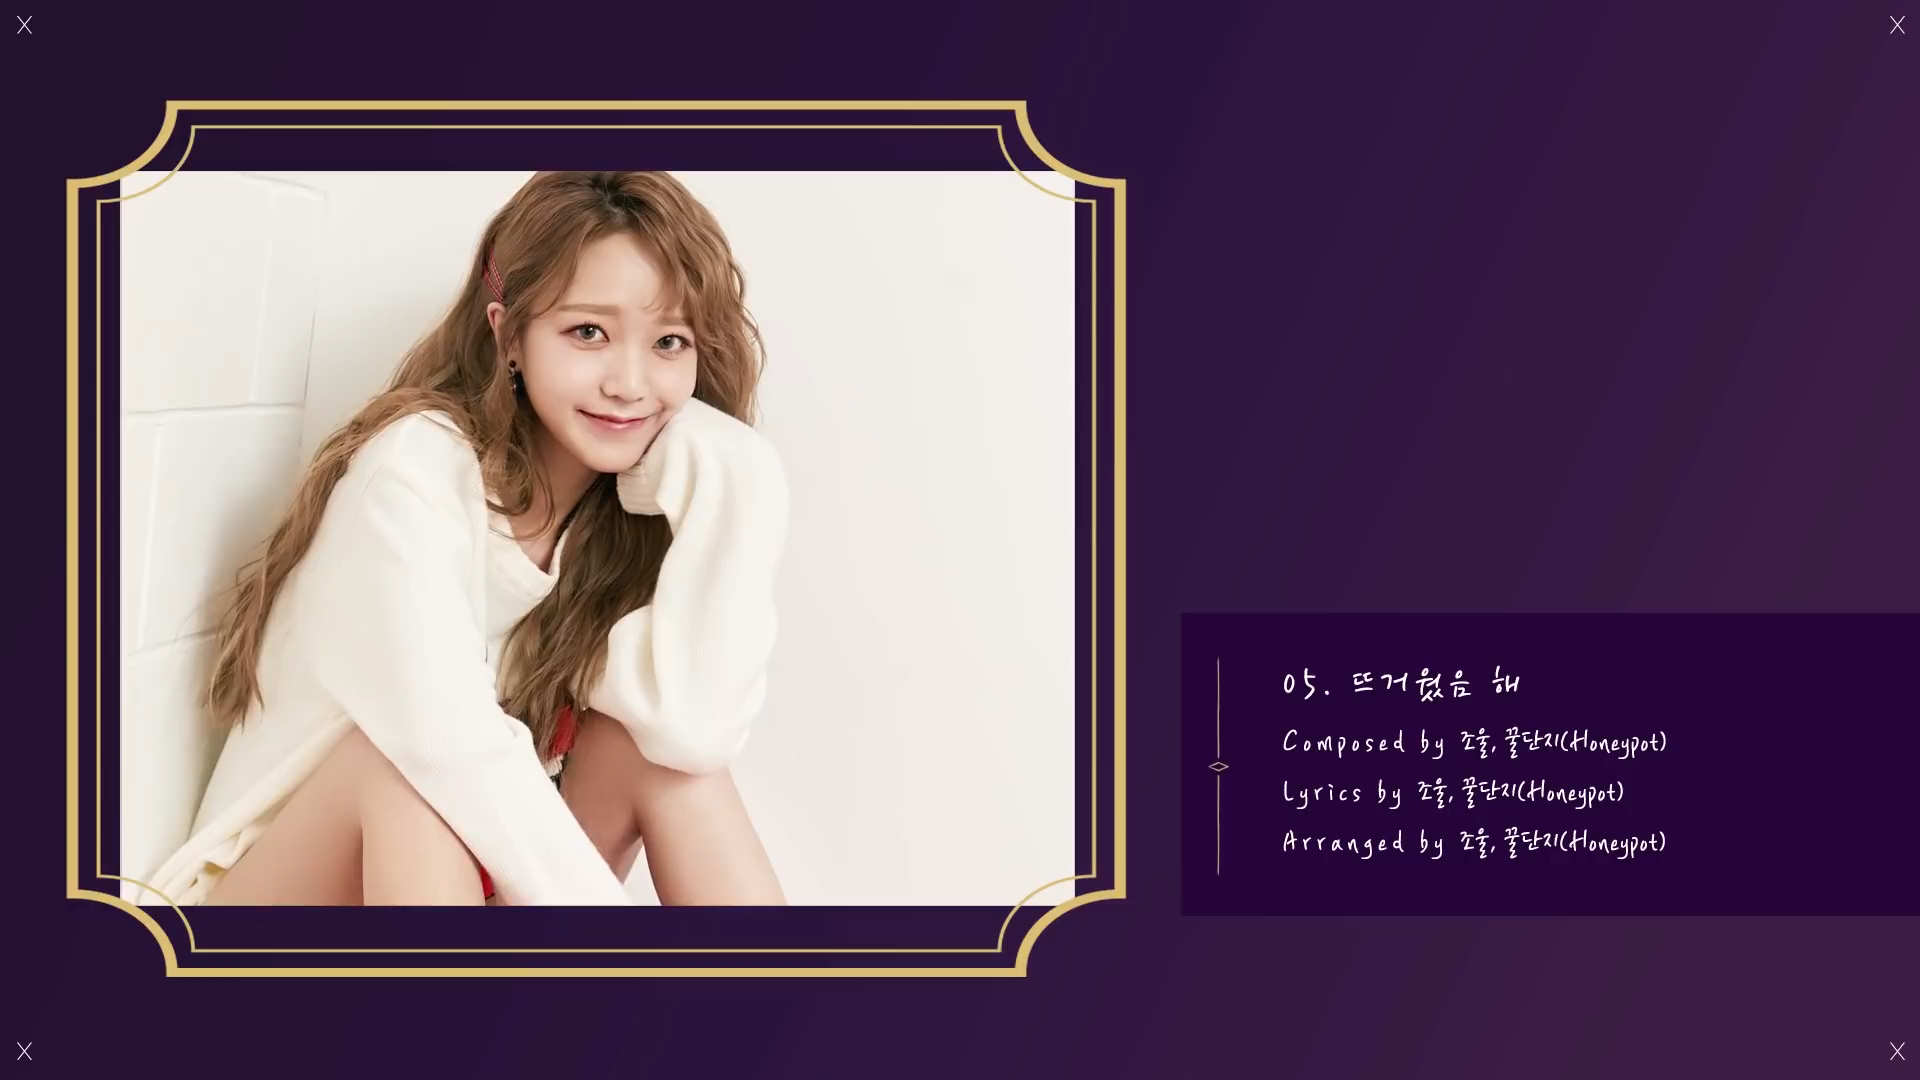 X X
05. 뜨거웠음 해
Composed by 조울, 꿀단지(Honeypot)
Lyrics by 조울, 꿀단지(Honeypot)
Arranged by 조울, 꿀단지(Honeypot)
X X